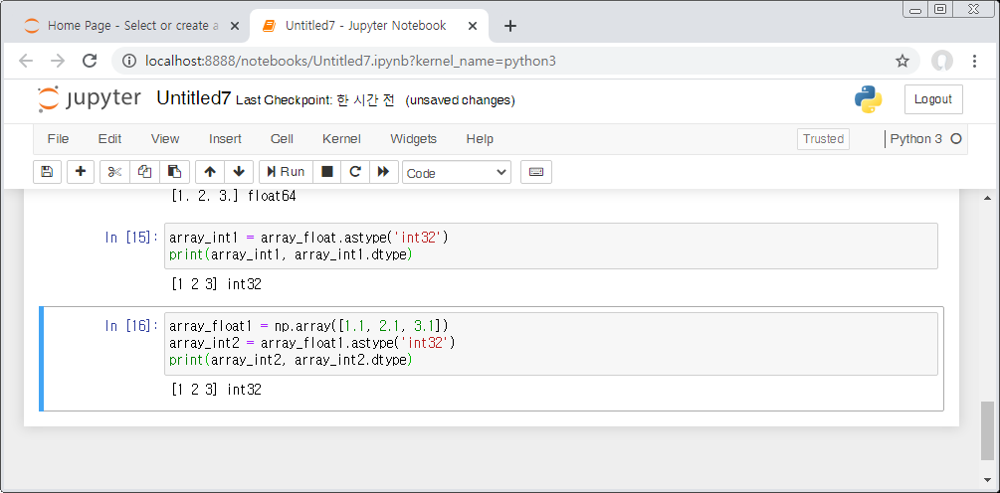 Home Page - Select or create a
Untitled7 - Jupyter Notebook
localhost:8888/notebooks/Untitled7.ipynb?kernel_name=python3
jupyter Untitled7 Last Checkpoint: 한 시간 전 (unsaved changes)
Logout
File Edit View Insert Cell Kernel Widgets Help
Trusted
Python 3
Run
Code
[1. 2. 3.] float64
In [15]: array_int1 = array_float.astype('int32')
print(array_int1, array_int1.dtype)
[1 2 3] int32
In [16]: array_float1 = np.array([1.1, 2.1, 3.1])
array_int2 = array_float1.astype('int32')
print(array_int2, array_int2.dtype)
[1 2 3] int32